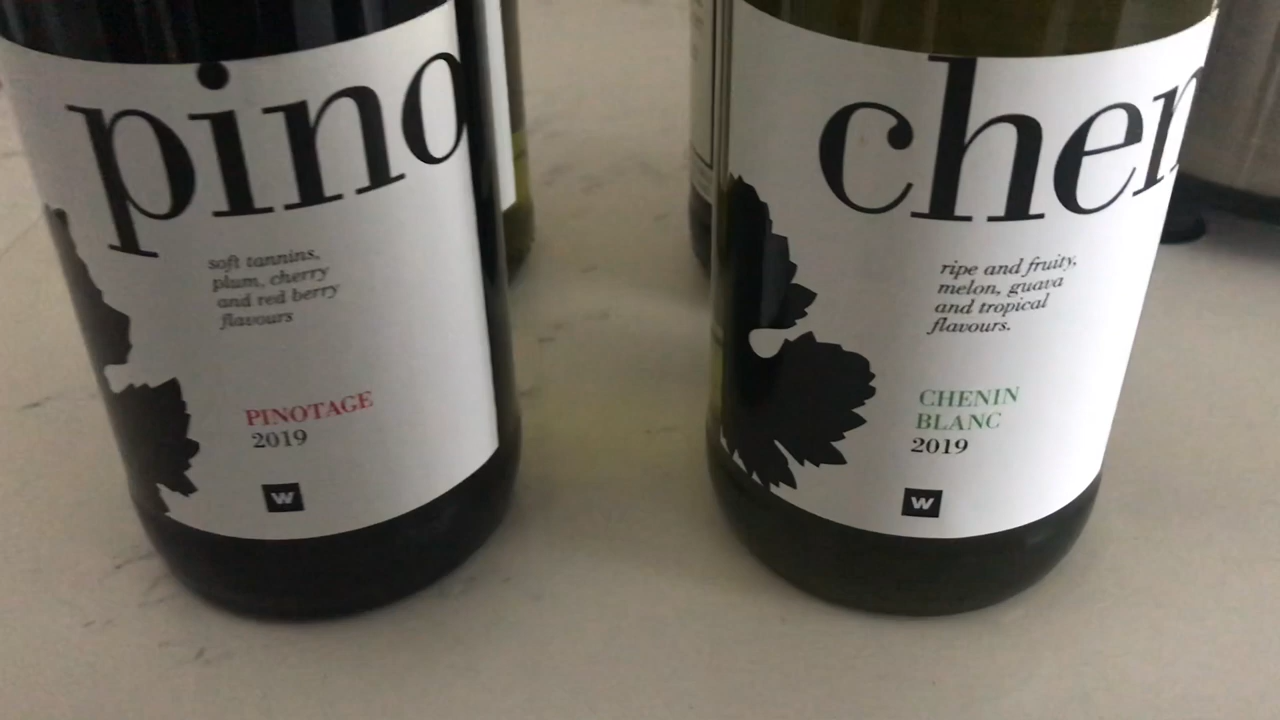 pino
soft tannins,
plum, cherry
and red berry
flavours
PINOTAGE
2019
W
chen
ripe and fruity,
melon, guava
and tropical
flavours.
CHENIN
BLANC
2019
W